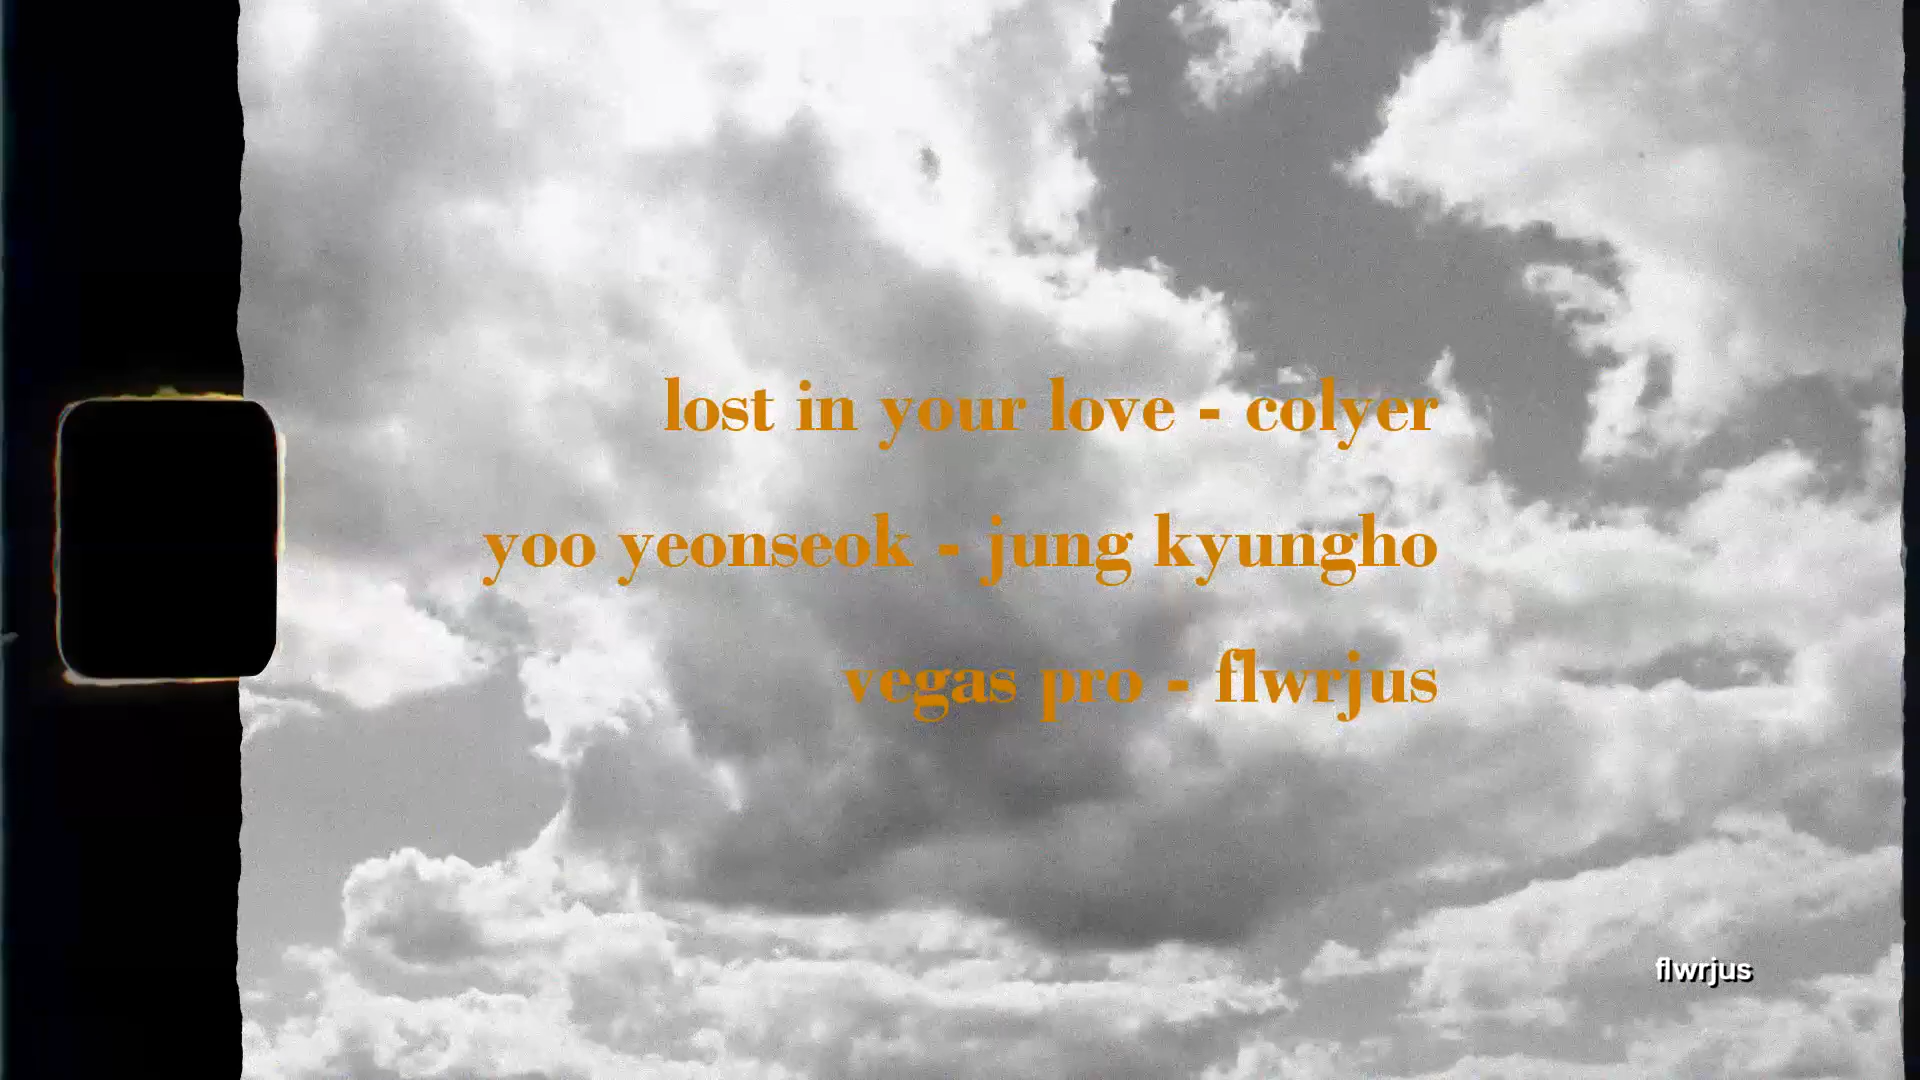 lost in your love - colyer
yoo yeonseok - jung kyungho
vegas pro - flwrjus
flwrjus